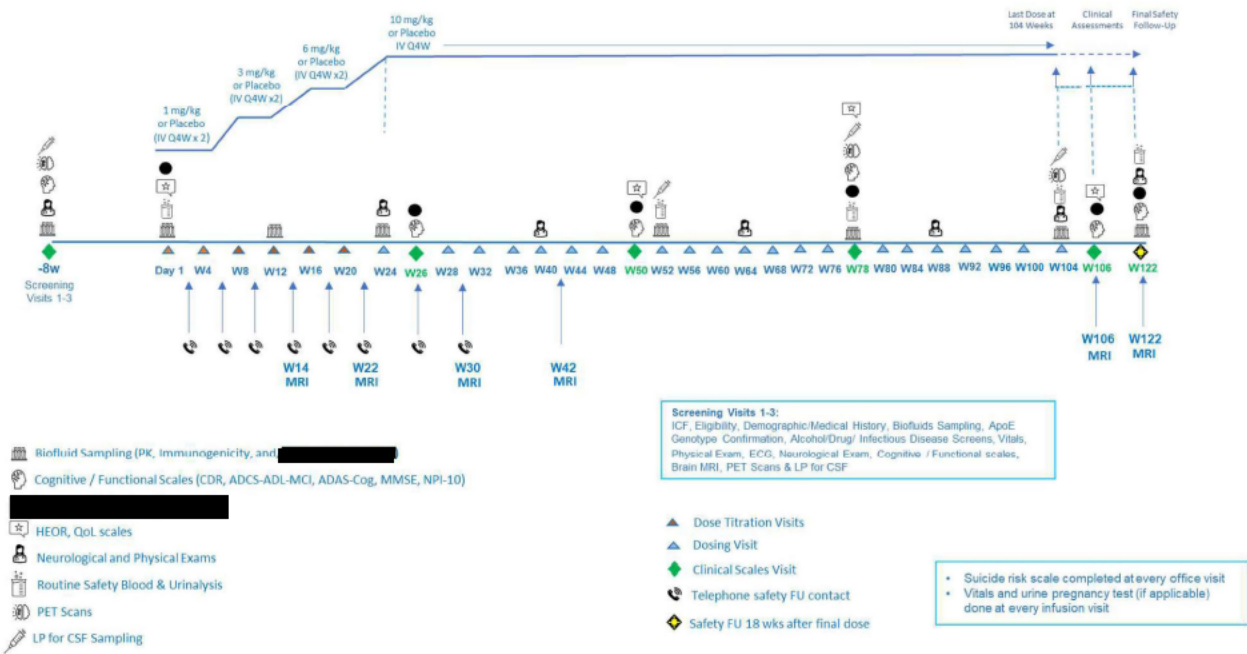 10 mg/kg
or Placebo
IV Q4W
6 mg/kg
or Placebo
(IV Q4W x2)
3 mg/kg
or Placebo
(IV Q4W x2)
1 mg/kg
or Placebo
(IV Q4W x 2)
Last Dose at
104 Weeks
Clinical
Assessments
Final Safety
Follow-Up
-8w
Screening
Visits 1-3
Day 1 W4 W8 W12 W16 W20 W24 W26 W28 W32 W36 W40 W44 W48 W50 W52 W56 W60 W64 W68 W72 W76 W78 W80 W84 W88 W92 W96 W100 W104 W106 W122
W14
MRI
W22
MRI
W30
MRI
W42
MRI
W106
MRI
W122
MRI
Screening Visits 1-3:
ICF, Eligibility, Demographic/Medical History, Biofluids Sampling, ApoE
Genotype Confirmation, Alcohol/Drug/ Infectious Disease Screens, Vitals,
Physical Exam, ECG, Neurological Exam, Cognitive / Functional scales,
Brain MRI, PET Scans & LP for CSF
Biofluid Sampling (PK, Immunogenicity, and
Cognitive / Functional Scales (CDR, ADCS-ADL-MCI, ADAS-Cog, MMSE, NPI-10)
HEOR, QoL scales
Neurological and Physical Exams
Routine Safety Blood & Urinalysis
PET Scans
LP for CSF Sampling
Dose Titration Visits
Dosing Visit
Clinical Scales Visit
Telephone safety FU contact
Safety FU 18 wks after final dose
• Suicide risk scale completed at every office visit
• Vitals and urine pregnancy test (if applicable)
done at every infusion visit